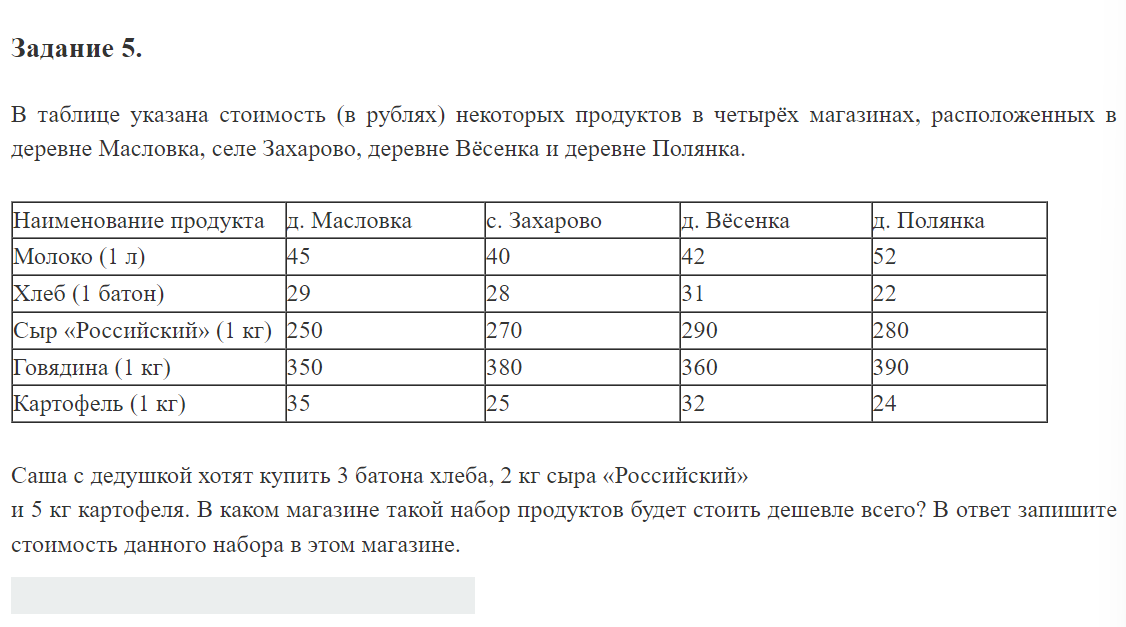 Задание 5.
В таблице указана стоимость (в рублях) некоторых продуктов в четырёх магазинах, расположенных в
деревне Масловка, селе Захарово, деревне Вёсенка и деревне Полянка.
Наименование продукта д. Масловка с. Захарово д. Вёсенка д. Полянка
Молоко (1 л) 45 40 42 52
Хлеб (1 батон) 29 28 31 22
Сыр «Российский» (1 кг) 250 270 290 280
Говядина (1 кг) 350 380 360 390
Картофель (1 кг) 35 25 32 24
Саша с дедушкой хотят купить 3 батона хлеба, 2 кг сыра «Российский»
и 5 кг картофеля. В каком магазине такой набор продуктов будет стоить дешевле всего? В ответ запишите
стоимость данного набора в этом магазине.